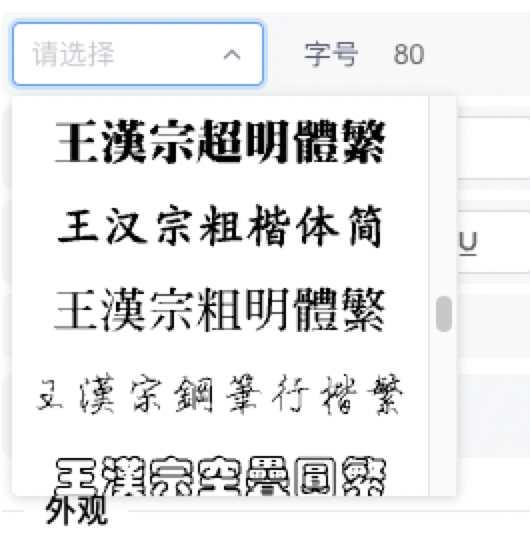 请选择 字号 80
王漢宗超明體繁
王汉宗粗楷体简
U
王漢宗粗明體繁
王漢宗鋼筆行楷繁
王漢宗空疊圓繁
外观